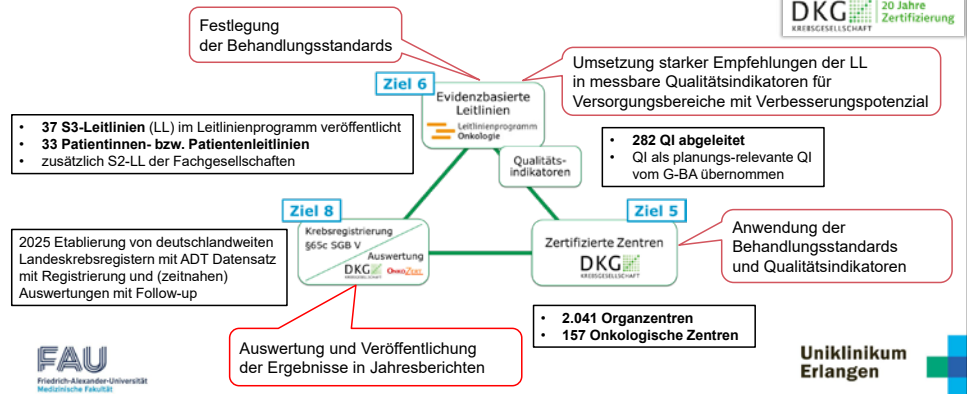 DKG
KREBSGESELLSCHAFT
20 Jahre
Zertifizierung
Festlegung
der Behandlungsstandards
Umsetzung starker Empfehlungen der LL
in messbare Qualitätsindikatoren für
Versorgungsbereiche mit Verbesserungspotenzial
Ziel 6
Evidenzbasierte
Leitlinien
Leitlinienprogramm
Onkologie
Qualitäts-
indikatoren
• 37 S3-Leitlinien (LL) im Leitlinienprogramm veröffentlicht
• 33 Patientinnen- bzw. Patientenleitlinien
• zusätzlich S2-LL der Fachgesellschaften
• 282 QI abgeleitet
• QI als planungs-relevante QI
vom G-BA übernommen
Ziel 8
Krebsregistrierung
§65c SGB V
Auswertung
DKG
KREBSGESELLSCHAFT
OnkoZert
Ziel 5
Zertifizierte Zentren
DKG
KREBSGESELLSCHAFT
Anwendung der
Behandlungsstandards
und Qualitätsindikatoren
2025 Etablierung von deutschlandweiten
Landeskrebsregistern mit ADT Datensatz
mit Registrierung und (zeitnahen)
Auswertungen mit Follow-up
• 2.041 Organzentren
• 157 Onkologische Zentren
Auswertung und Veröffentlichung
der Ergebnisse in Jahresberichten
FAU
Friedrich-Alexander-Universität
Medizinische Fakultät
Uniklinikum
Erlangen